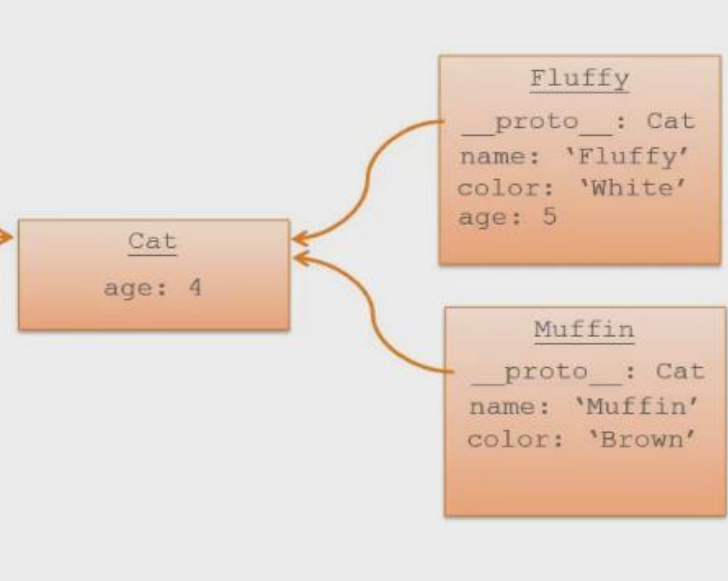 Fluffy
__proto__: Cat
name: ‘Fluffy’
color: ‘White’
age: 5
Cat
age: 4
Muffin
__proto__: Cat
name: ‘Muffin’
color: ‘Brown’